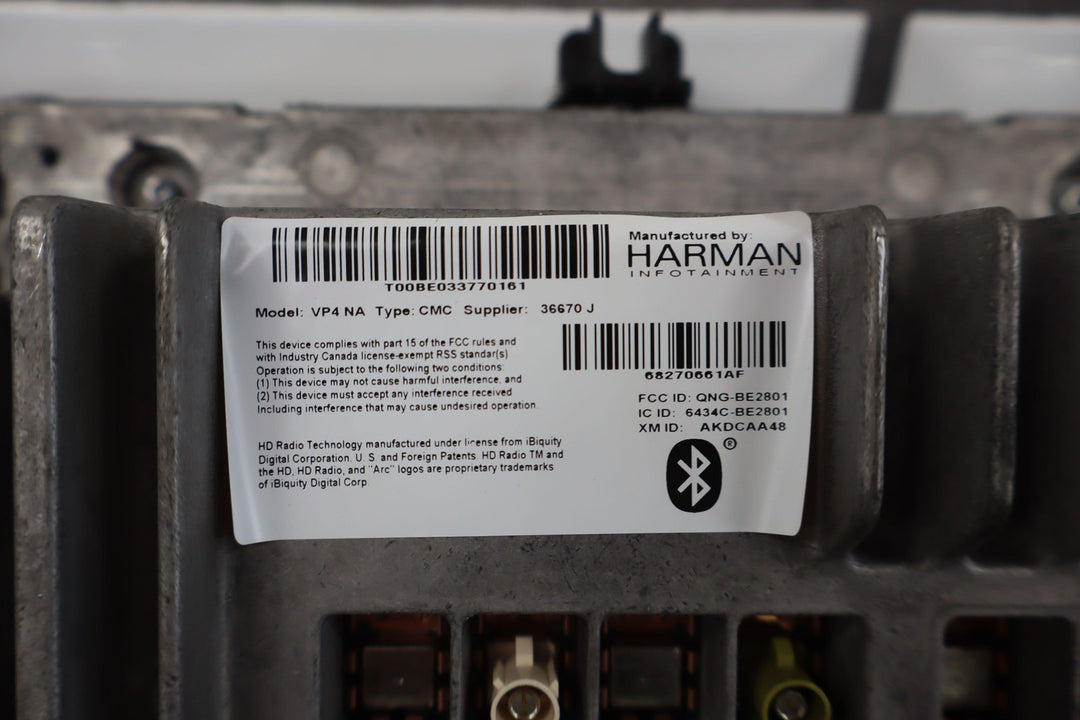 T00BE033770161
Manufactured by:
HARMAN
INFOTAINMENT
Model: VP4 NA Type: CMC Supplier: 36670 J
This device complies with part 15 of the FCC rules and
with Industry Canada license-exempt RSS standar(s)
Operation is subject to the following two conditions:
(1) This device may not cause harmful interference, and
(2) This device must accept any interference received
Including interference that may cause undesired operation.
68270661AF
FCC ID: QNG-BE2801
IC ID: 6434C-BE2801
XM ID: AKDCAA48
®
HD Radio Technology manufactured under license from iBiquity
Digital Corporation. U. S. and Foreign Patents. HD Radio TM and
the HD, HD Radio, and "Arc" logos are proprietary trademarks
of iBiquity Digital Corp.